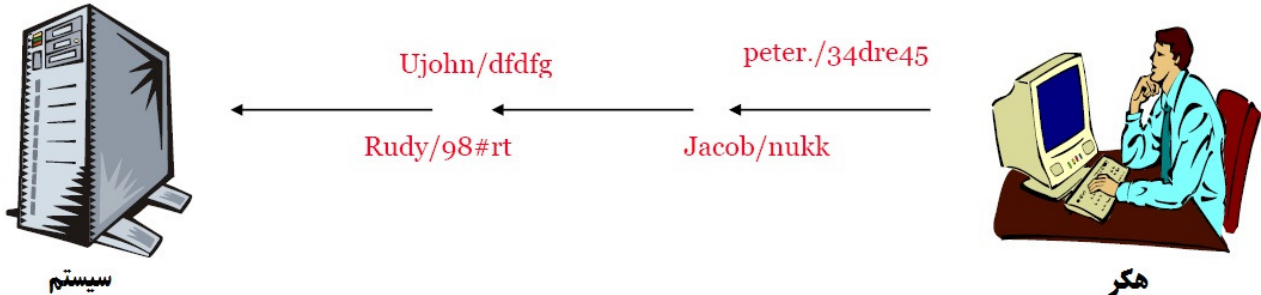 Ujohn/dfdfg
peter./34dre45
Rudy/98#rt
Jacob/nukk
سیستم
هکر